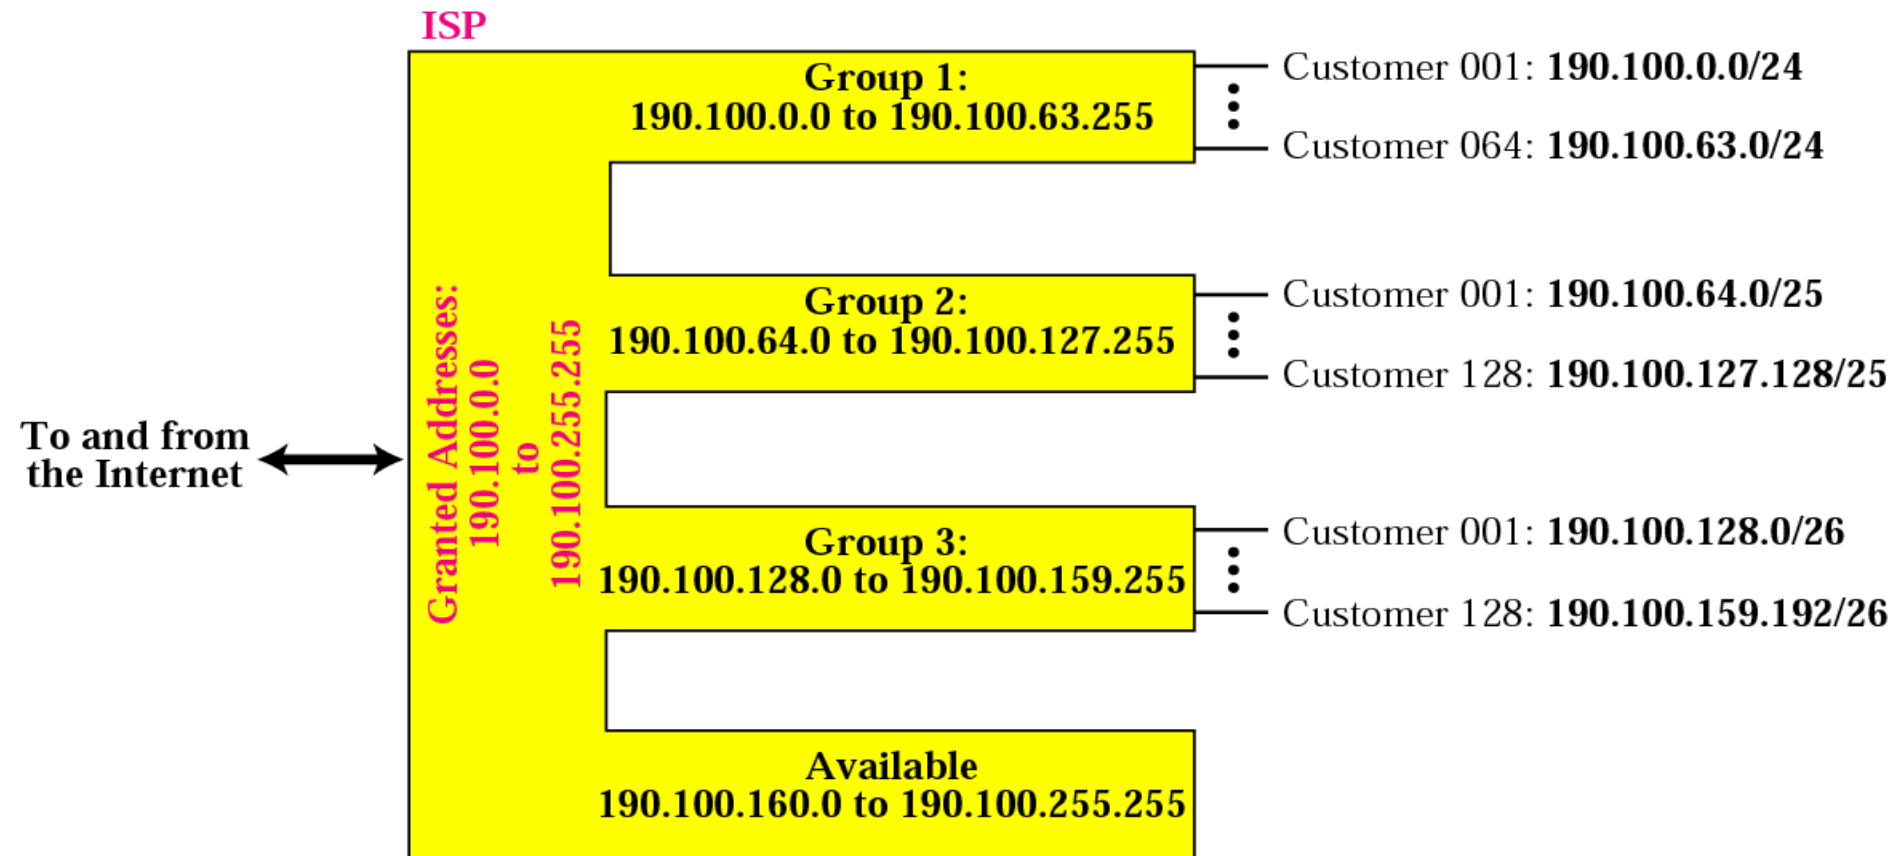 ISP
Group 1:
190.100.0.0 to 190.100.63.255
Customer 001: 190.100.0.0/24
Customer 064: 190.100.63.0/24
Group 2:
190.100.64.0 to 190.100.127.255
Customer 001: 190.100.64.0/25
Customer 128: 190.100.127.128/25
Granted Addresses:
190.100.0.0
to
190.100.255.255
To and from
the Internet
Group 3:
190.100.128.0 to 190.100.159.255
Customer 001: 190.100.128.0/26
Customer 128: 190.100.159.192/26
Available
190.100.160.0 to 190.100.255.255